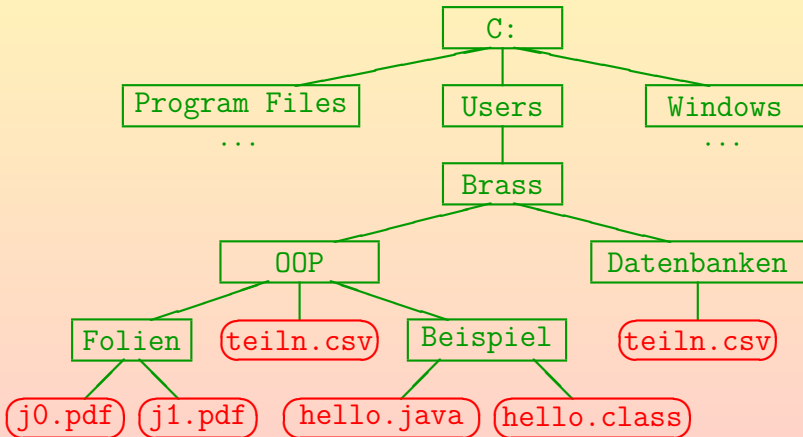 C:
Program Files Users Windows
... ...
Brass
OOP Datenbanken
Folien teiln.csv Beispiel teiln.csv
j0.pdf j1.pdf hello.java hello.class